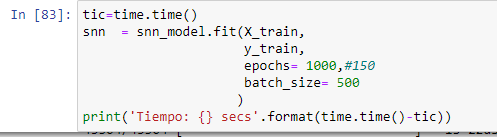 In [83]: tic=time.time()
snn = snn_model.fit(X_train,
y_train,
epochs= 1000,#150
batch_size= 500
)
print('Tiempo: {} secs'.format(time.time()-tic))